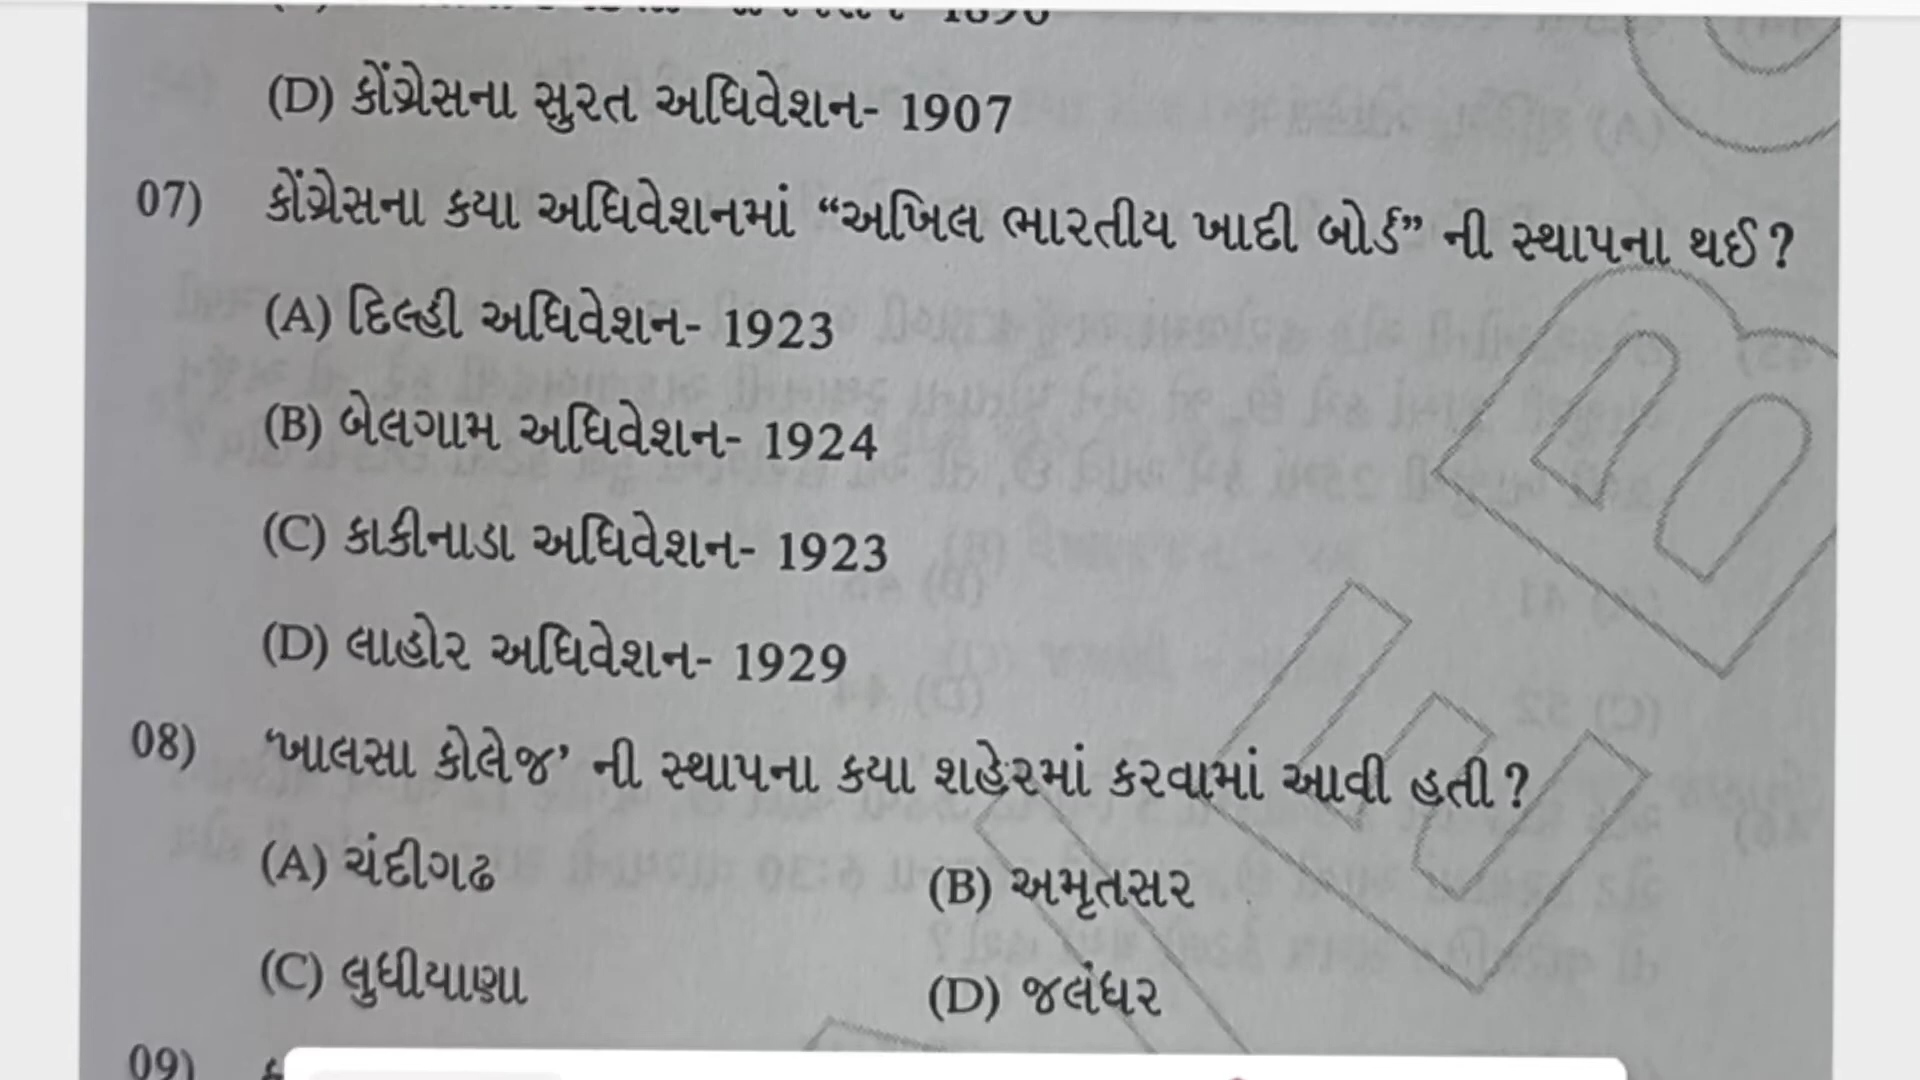 (D) કોંગ્રેસના સુરત અધિવેશન- 1907
07) કોંગ્રેસના કયા અધિવેશનમાં “અખિલ ભારતીય ખાદી બોર્ડ” ની સ્થાપના થઈ ?
(A) દિલ્હી અધિવેશન- 1923
(B) બેલગામ અધિવેશન- 1924
(C) કાકીનાડા અધિવેશન- 1923
(D) લાહોર અધિવેશન- 1929
08) ‘ખાલસા કોલેજ’ ની સ્થાપના કયા શહેરમાં કરવામાં આવી હતી ?
(A) ચંદીગઢ (B) અમૃતસર
(C) લુધીયાણા (D) જલંધર
09)